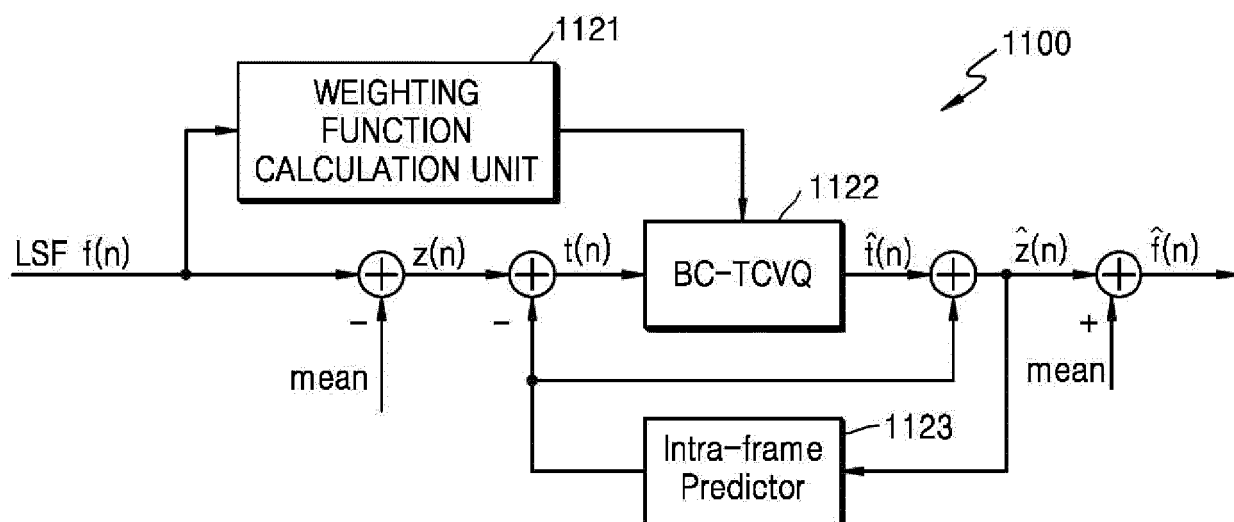 1121
1100
WEIGHTING
FUNCTION
CALCULATION UNIT
1122
LSF f(n)
z(n)
t(n)
BC-TCVQ
t̂(n)
ẑ(n)
f̂(n)
-
-
+
mean
mean
1123
Intra-frame
Predictor